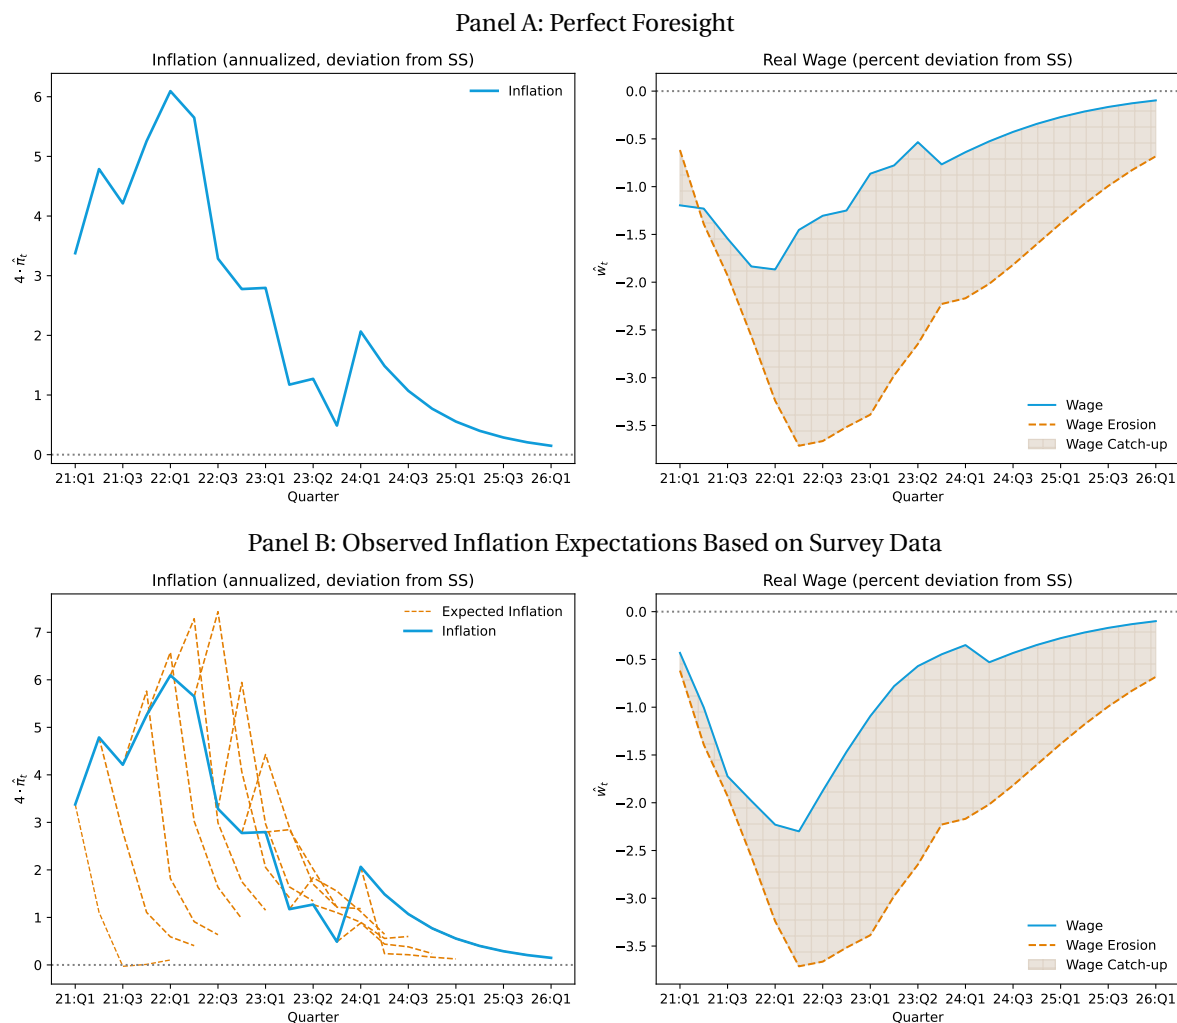 Panel A: Perfect Foresight
Inflation (annualized, deviation from SS)
6
5
4
3
2
1
0
4 · π̂ₜ
Inflation
21:Q1 21:Q3 22:Q1 22:Q3 23:Q1 23:Q2 24:Q1 24:Q3 25:Q1 25:Q3 26:Q1
Quarter
Real Wage (percent deviation from SS)
0.0
−0.5
−1.0
−1.5
−2.0
−2.5
−3.0
−3.5
ŵₜ
Wage
Wage Erosion
Wage Catch-up
21:Q1 21:Q3 22:Q1 22:Q3 23:Q1 23:Q2 24:Q1 24:Q3 25:Q1 25:Q3 26:Q1
Quarter
Panel B: Observed Inflation Expectations Based on Survey Data
Inflation (annualized, deviation from SS)
7
6
5
4
3
2
1
0
4 · π̂ₜ
Expected Inflation
Inflation
21:Q1 21:Q3 22:Q1 22:Q3 23:Q1 23:Q2 24:Q1 24:Q3 25:Q1 25:Q3 26:Q1
Quarter
Real Wage (percent deviation from SS)
0.0
−0.5
−1.0
−1.5
−2.0
−2.5
−3.0
−3.5
ŵₜ
Wage
Wage Erosion
Wage Catch-up
21:Q1 21:Q3 22:Q1 22:Q3 23:Q1 23:Q2 24:Q1 24:Q3 25:Q1 25:Q3 26:Q1
Quarter